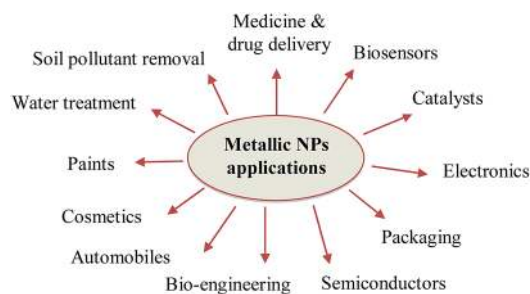 Medicine &
drug delivery
Soil pollutant removal
Biosensors
Water treatment
Catalysts
Metallic NPs
applications
Paints
Electronics
Cosmetics
Packaging
Automobiles
Bio-engineering
Semiconductors